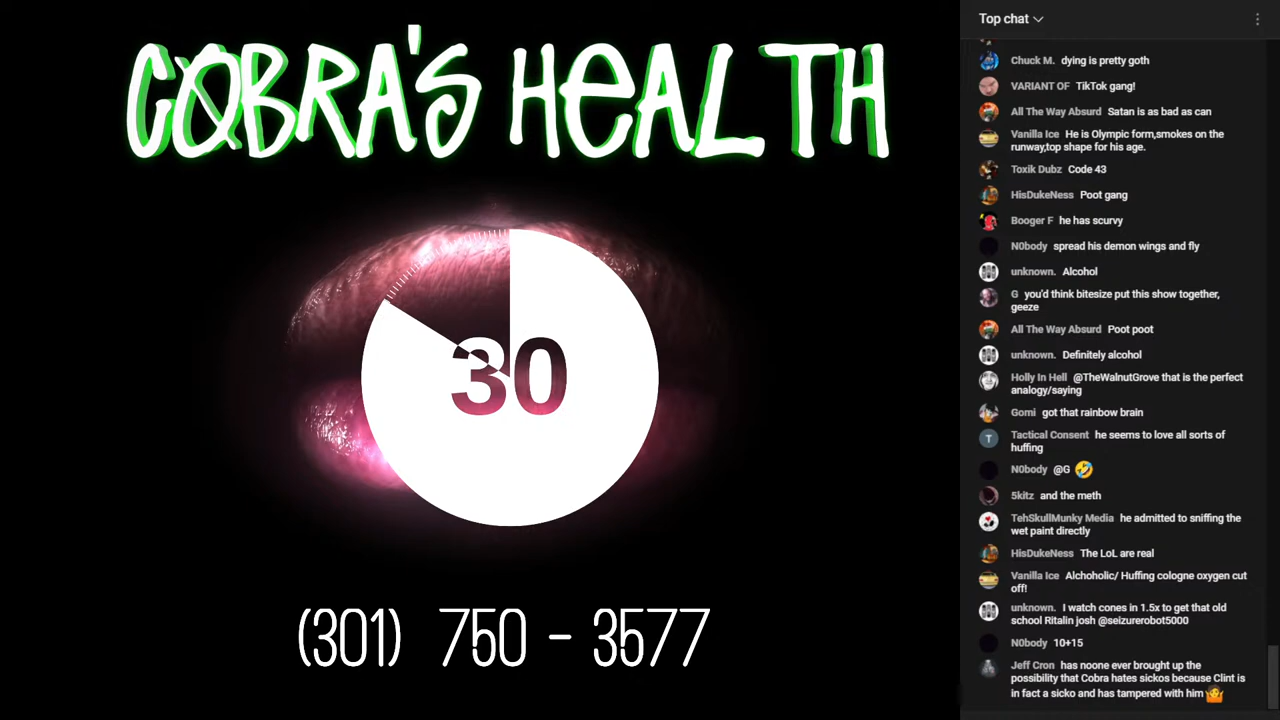 COBRA'S HEALTH
30
(301) 750 - 3577
Top chat
Chuck M. dying is pretty goth
VARIANT OF TikTok gang!
All The Way Absurd Satan is as bad as can
Vanilla Ice He is Olympic form,smokes on the
runway,top shape for his age.
Toxik Dubz Code 43
HisDukeNess Poot gang
Booger F he has scurvy
N0body spread his demon wings and fly
unknown. Alcohol
G you'd think bitesize put this show together,
geeze
All The Way Absurd Poot poot
unknown. Definitely alcohol
Holly In Hell @TheWalnutGrove that is the perfect
analogy/saying
Gomi got that rainbow brain
T
Tactical Consent he seems to love all sorts of
huffing
N0body @G 🤣
5kitz and the meth
TehSkullMunky Media he admitted to sniffing the
wet paint directly
HisDukeNess The LoL are real
Vanilla Ice Alchoholic/ Huffing cologne oxygen cut
off!
unknown. I watch cones in 1.5x to get that old
school Ritalin josh @seizurerobot5000
N0body 10+15
Jeff Cron has noone ever brought up the
possibility that Cobra hates sickos because Clint is
in fact a sicko and has tampered with him 🤷